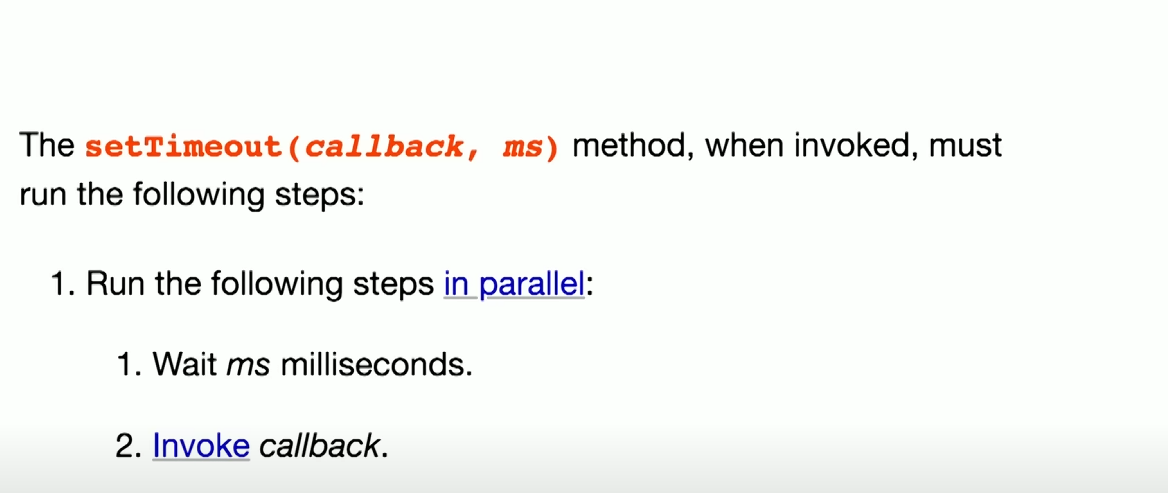 The setTimeout(callback, ms) method, when invoked, must
run the following steps:
1. Run the following steps in parallel:
1. Wait ms milliseconds.
2. Invoke callback.